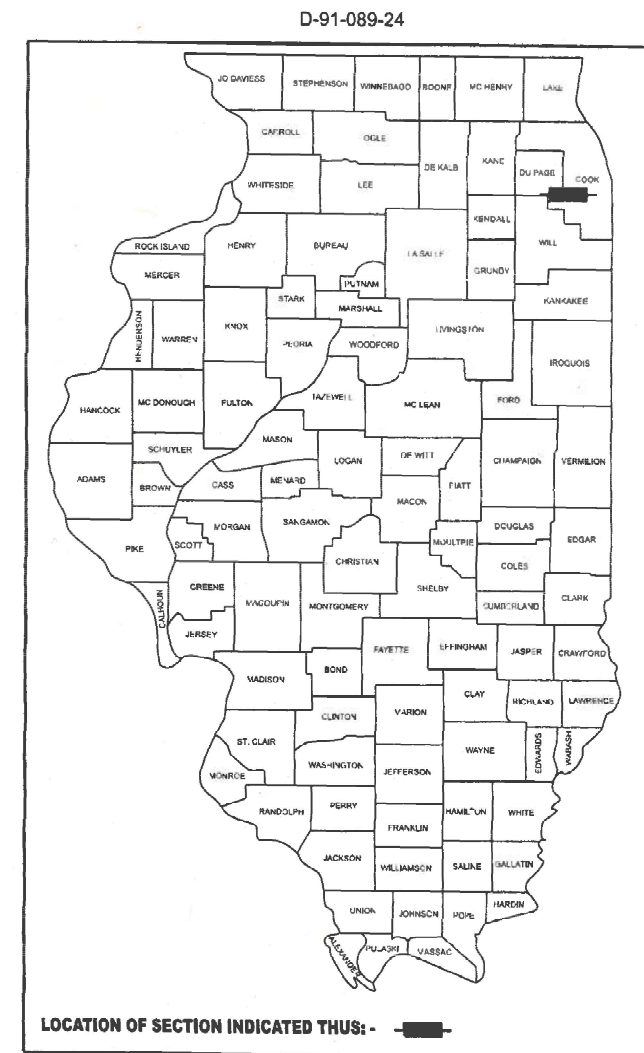 D-91-089-24
JO DAVIESS
STEPHENSON
WINNEBAGO
BOONE
MC HENRY
LAKE
CARROLL
OGLE
DE KALB
KANE
DU PAGE
COOK
WHITESIDE
LEE
KENDALL
WILL
ROCK ISLAND
HENRY
BUREAU
LA SALLE
GRUNDY
MERCER
PUTNAM
KANKAKEE
STARK
MARSHALL
HENDERSON
WARREN
KNOX
PEORIA
WOODFORD
LIVINGSTON
IROQUOIS
HANCOCK
MC DONOUGH
FULTON
TAZEWELL
MC LEAN
FORD
MASON
SCHUYLER
LOGAN
DE WITT
CHAMPAIGN
VERMILION
ADAMS
BROWN
CASS
MENARD
PIATT
MACON
MORGAN
SANGAMON
DOUGLAS
EDGAR
PIKE
SCOTT
CHRISTIAN
MOULTRIE
COLES
CALHOUN
GREENE
MACOUPIN
MONTGOMERY
SHELBY
CUMBERLAND
CLARK
JERSEY
FAYETTE
EFFINGHAM
JASPER
CRAWFORD
MADISON
BOND
CLAY
RICHLAND
LAWRENCE
CLINTON
MARION
ST. CLAIR
WAYNE
EDWARDS
WABASH
MONROE
WASHINGTON
JEFFERSON
RANDOLPH
PERRY
HAMILTON
WHITE
FRANKLIN
JACKSON
WILLIAMSON
SALINE
GALLATIN
UNION
JOHNSON
POPE
HARDIN
ALEXANDER
PULASKI
MASSAC
LOCATION OF SECTION INDICATED THUS: -